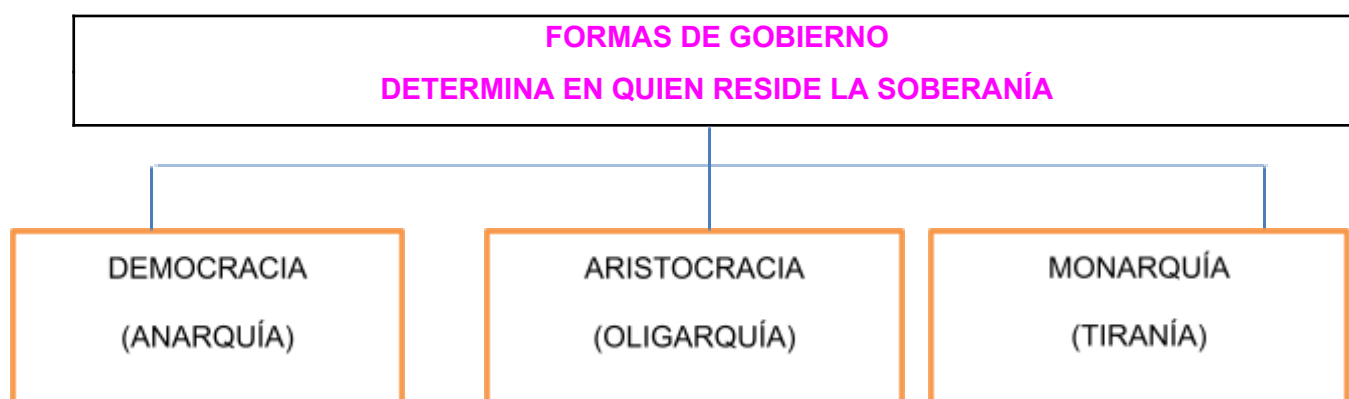 FORMAS DE GOBIERNO
DETERMINA EN QUIEN RESIDE LA SOBERANÍA
DEMOCRACIA
(ANARQUÍA)
ARISTOCRACIA
(OLIGARQUÍA)
MONARQUÍA
(TIRANÍA)